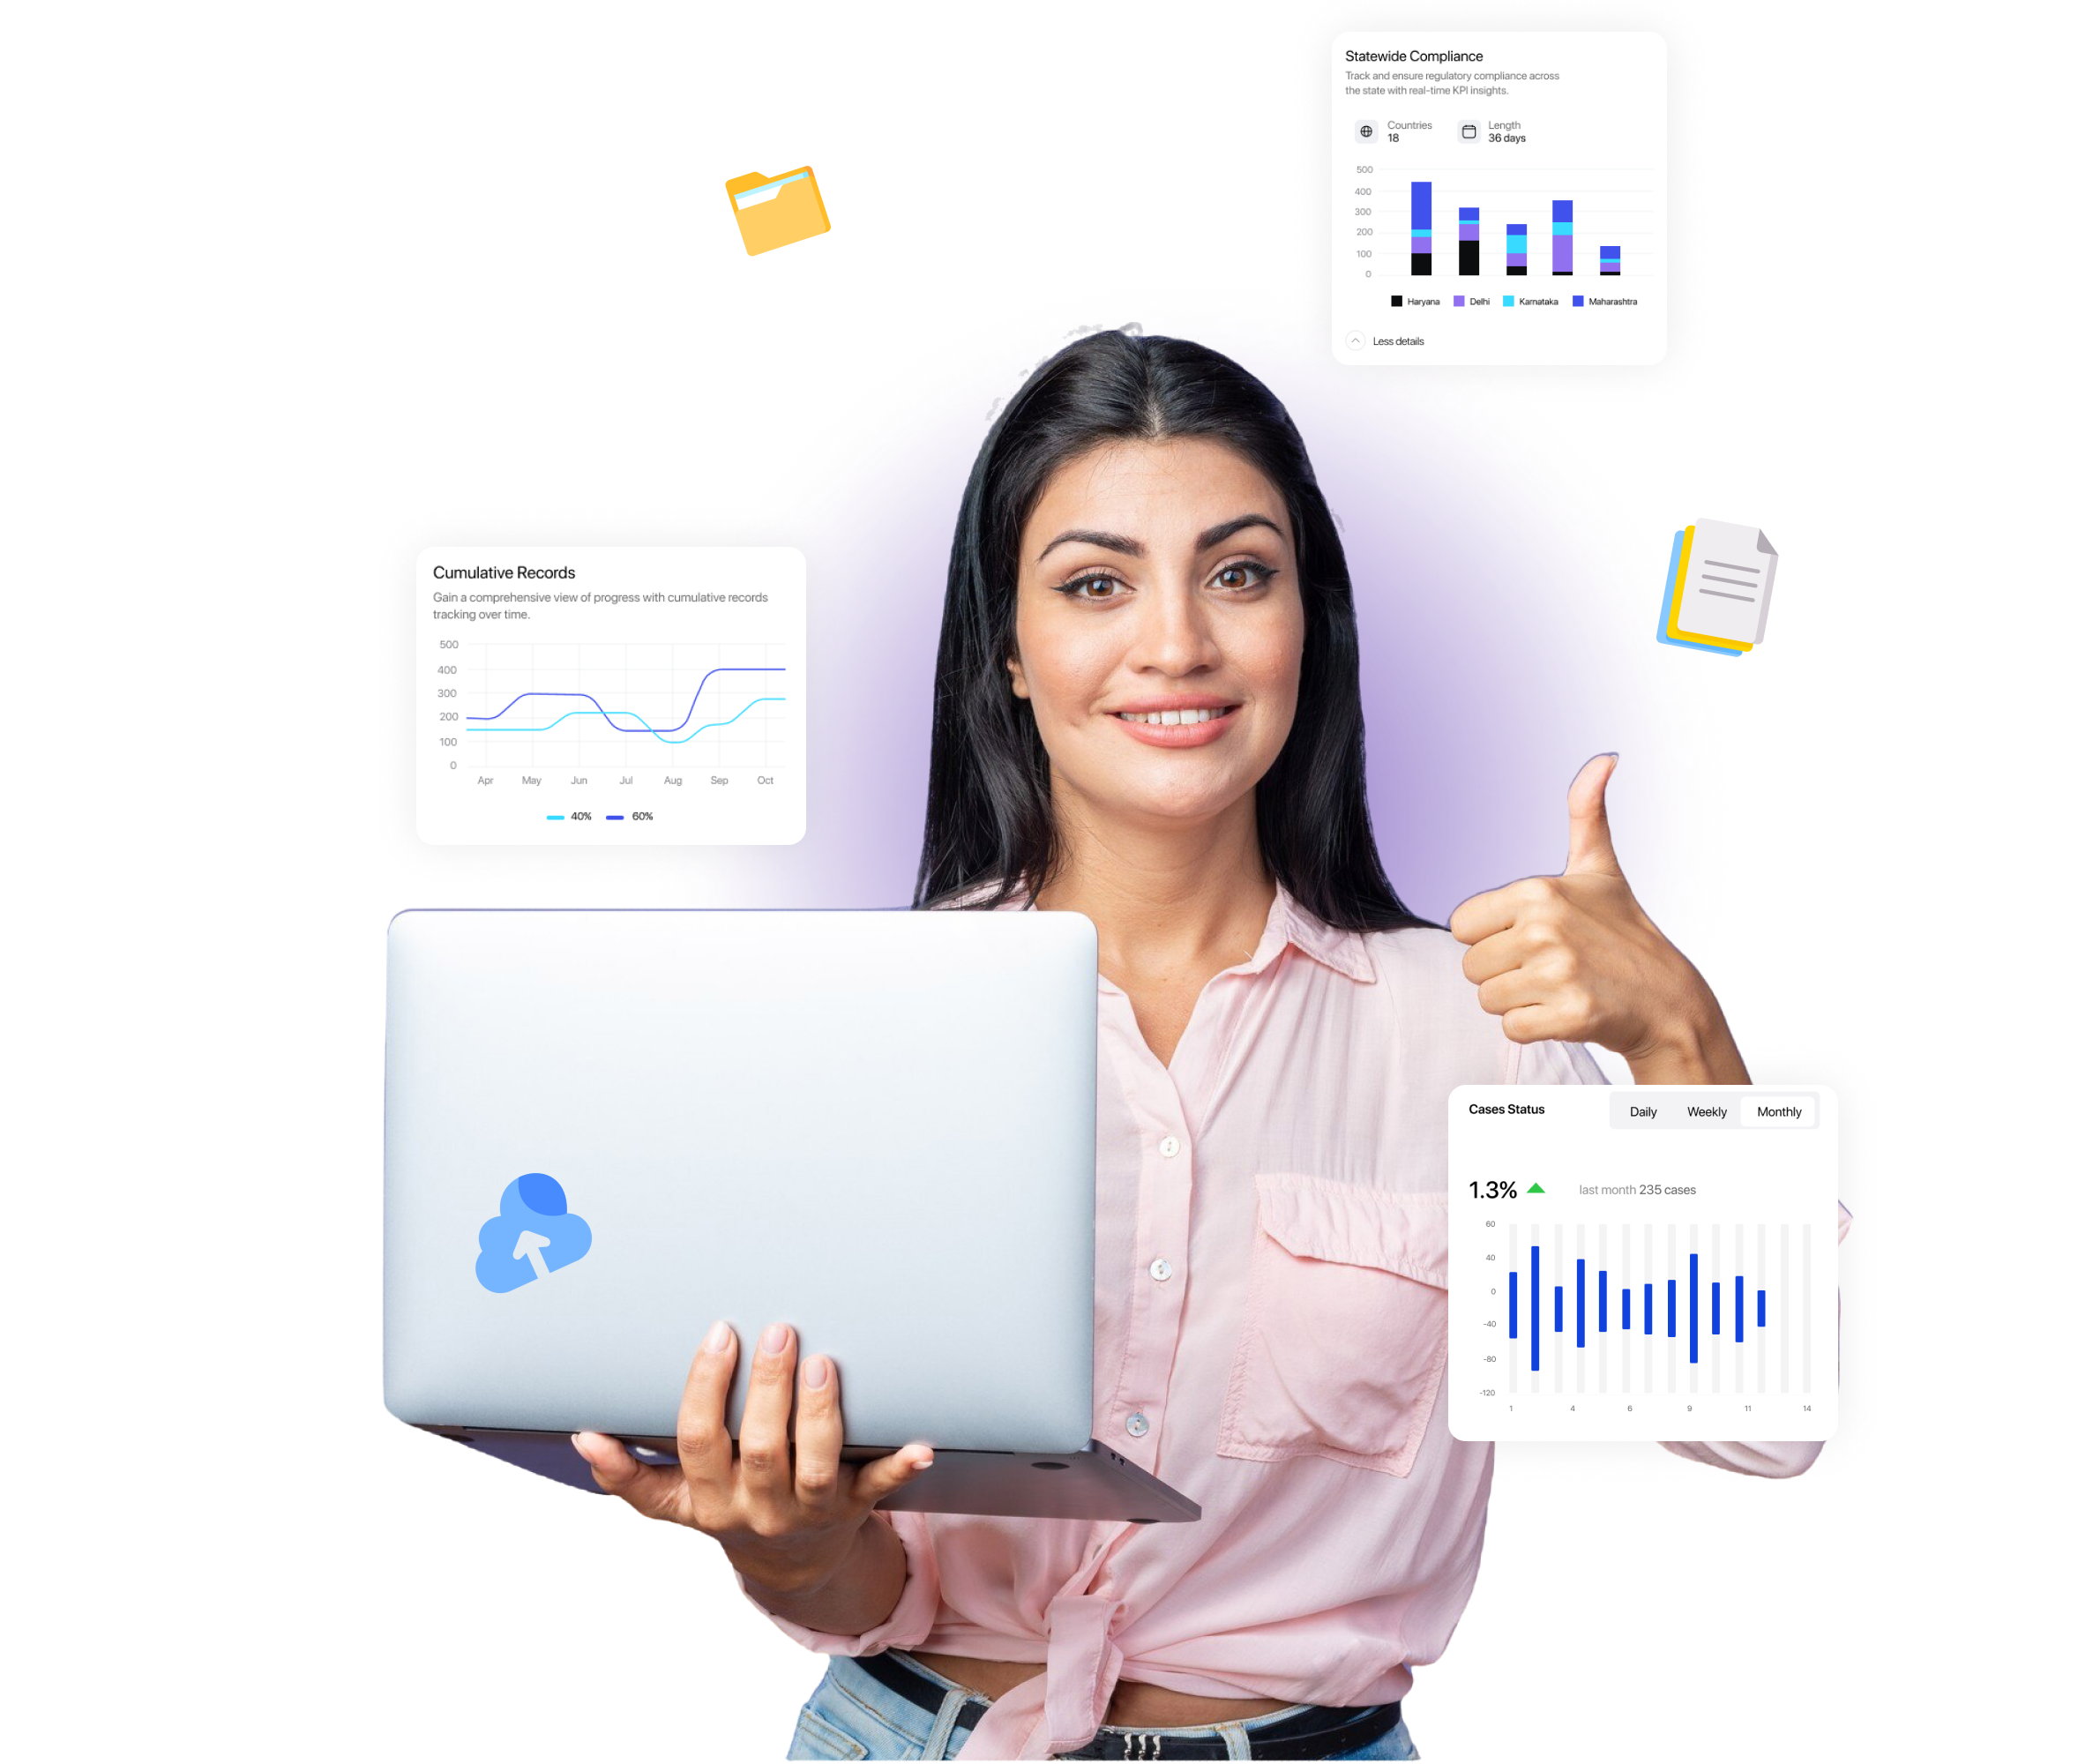 Statewide Compliance
Track and ensure regulatory compliance across
the state with real-time KPI insights.
Countries
18
Length
36 days
500
400
300
200
100
0
Haryana
Delhi
Karnataka
Maharashtra
Less details
Cumulative Records
Gain a comprehensive view of progress with cumulative records
tracking over time.
500
400
300
200
100
0
Apr May Jun Jul Aug Sep Oct
40% 60%
Cases Status
Daily Weekly Monthly
1.3%
last month 235 cases
60
40
0
-40
-80
-120
1 4 6 9 11 14